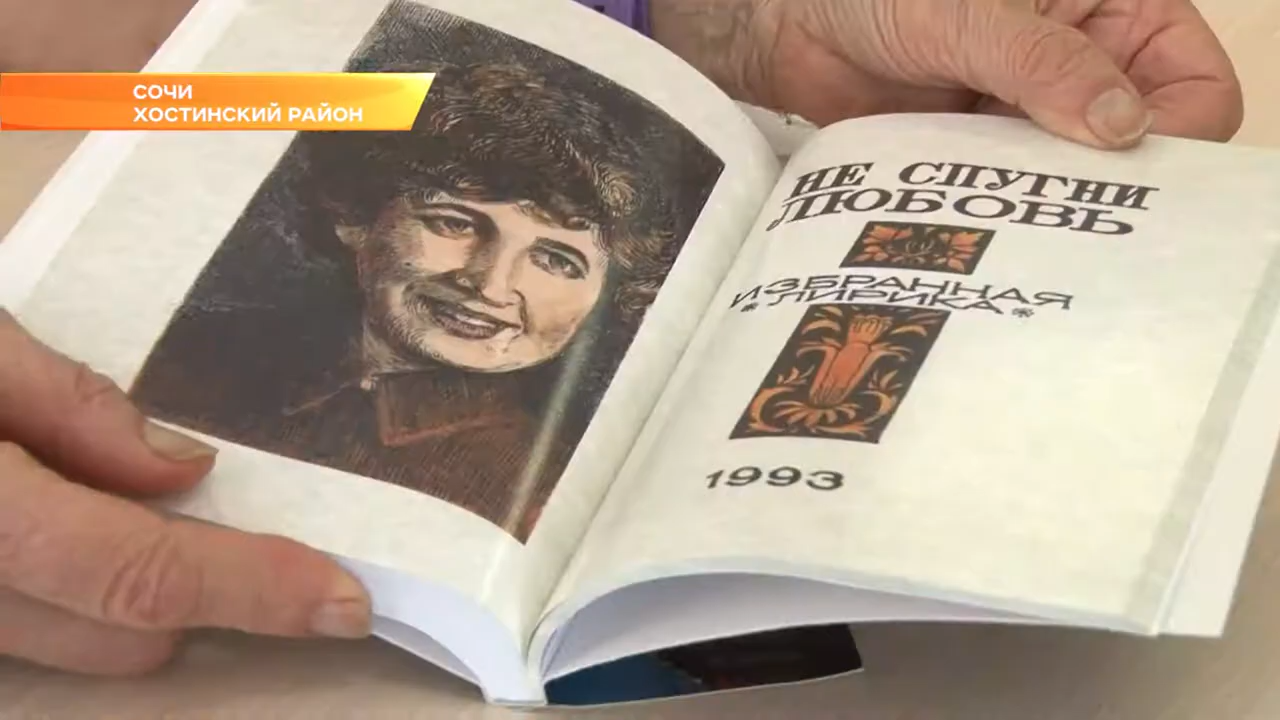 СОЧИ
ХОСТИНСКИЙ РАЙОН
НЕ СПУГНИ
ЛЮБОВЬ
ИЗБРАННАЯ
* ЛИРИКА *
1993